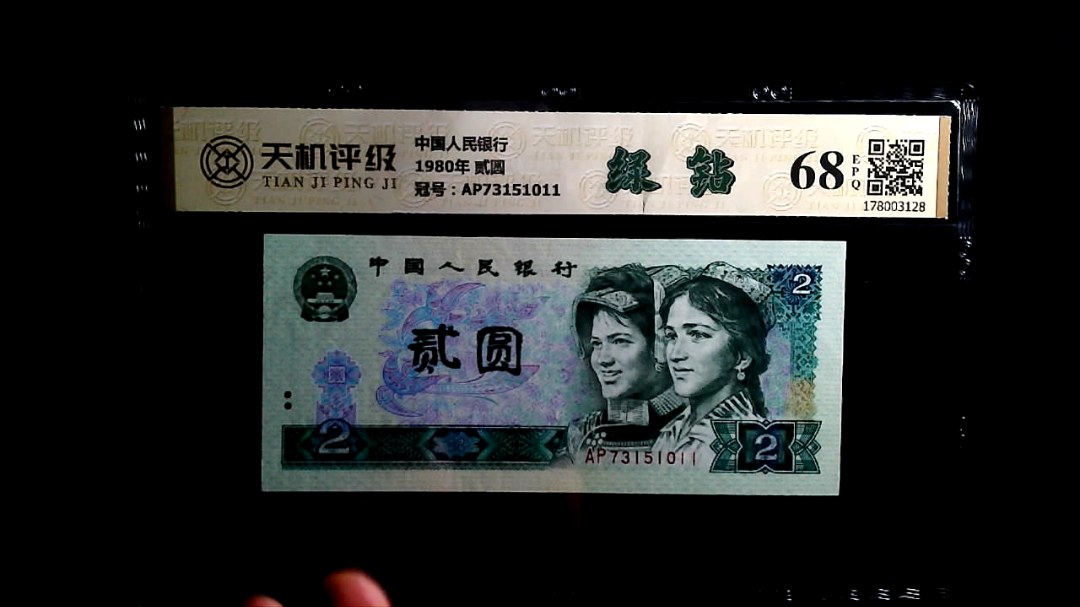 天机评级
TIAN JI PING JI
中国人民银行
1980年 贰圆
冠号：AP73151011
绿 钻
68
EPQ
178003128
中国人民银行
2
贰圆
2
AP73151011
2